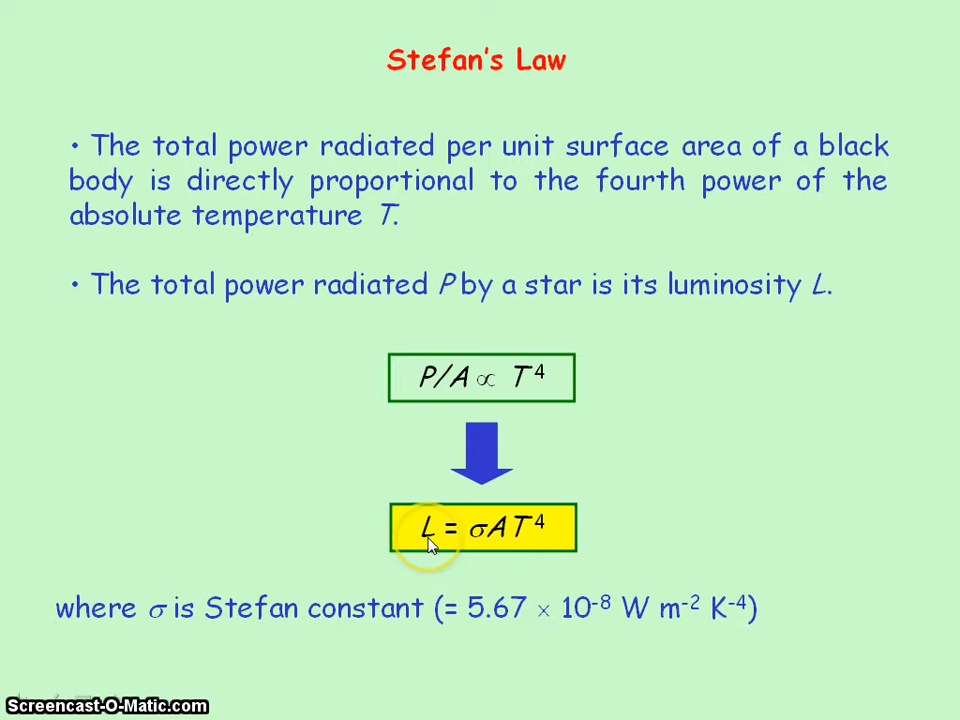 Stefan's Law
• The total power radiated per unit surface area of a black
body is directly proportional to the fourth power of the
absolute temperature T.
• The total power radiated P by a star is its luminosity L.
P/A ∝ T⁴
L = σAT⁴
where σ is Stefan constant (= 5.67 × 10⁻⁸ W m⁻² K⁻⁴)
Screencast-O-Matic.com